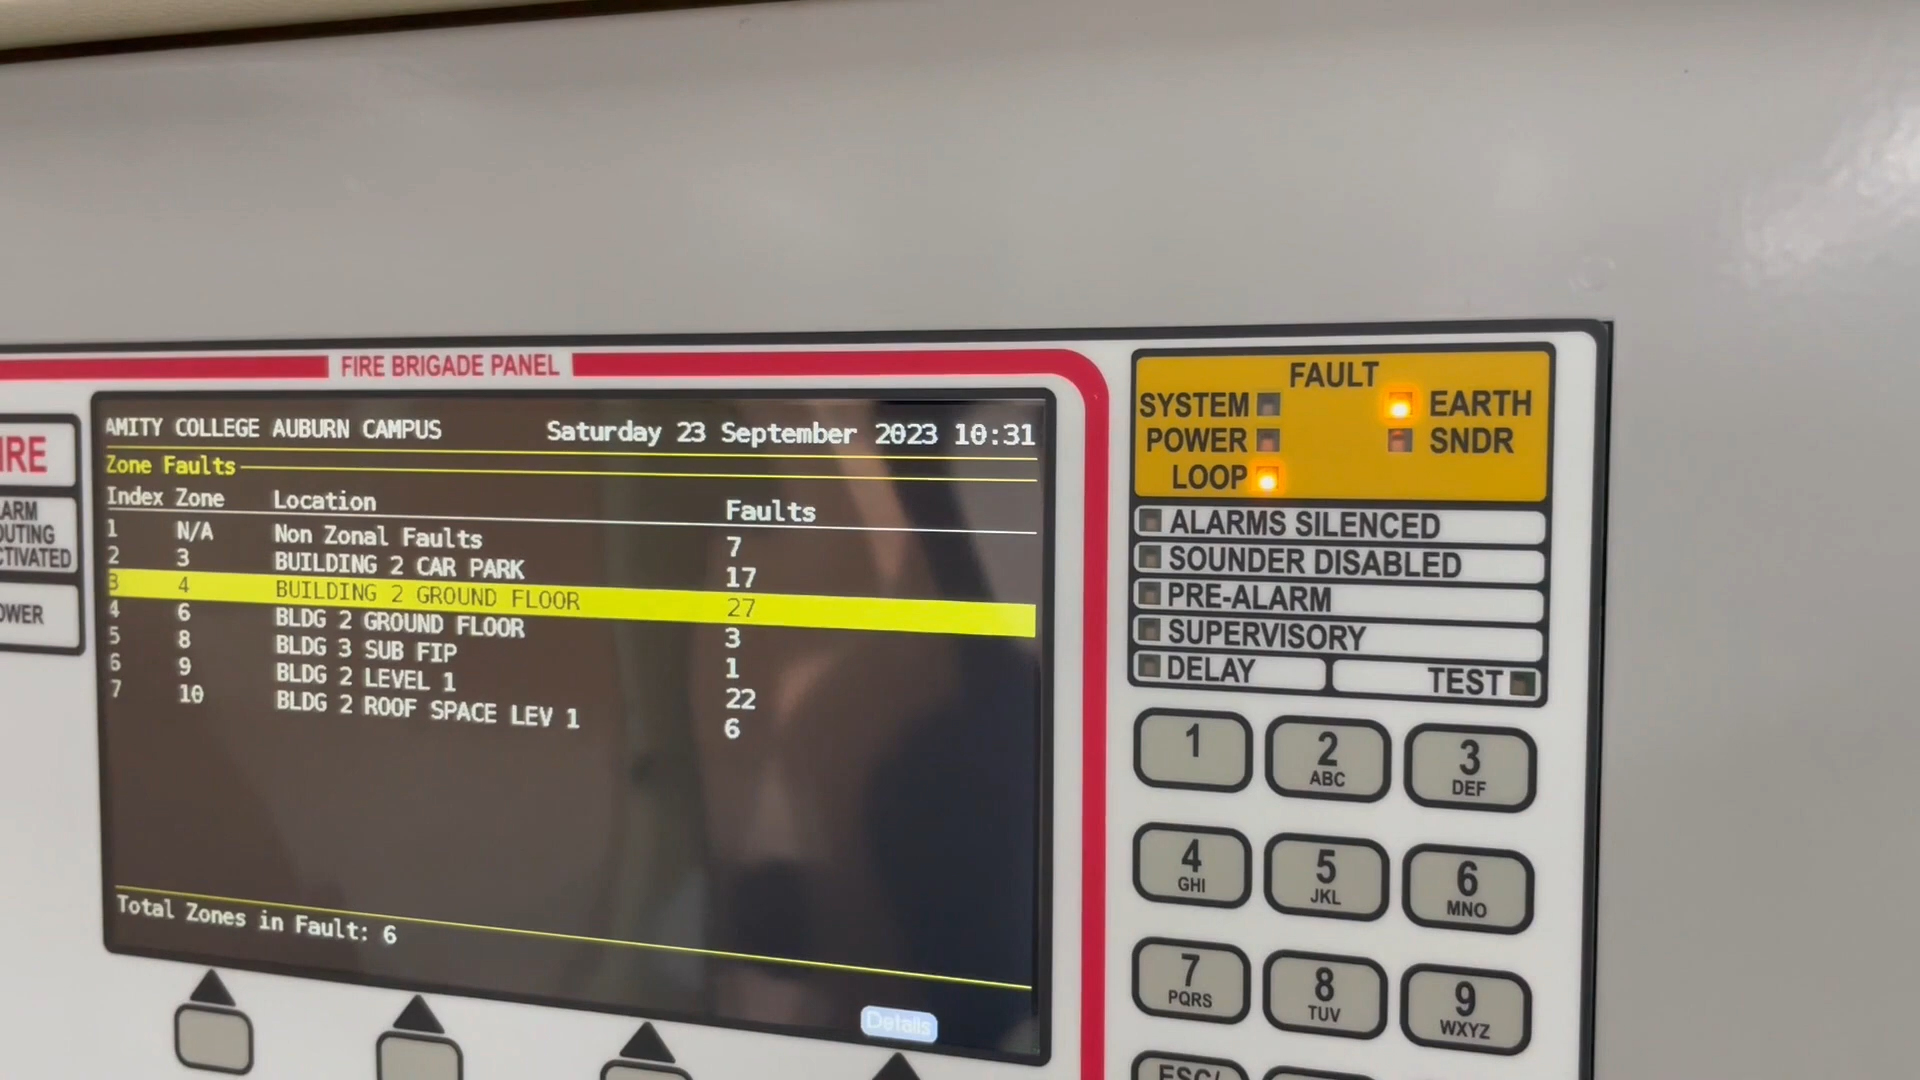 FIRE BRIGADE PANEL
AMITY COLLEGE AUBURN CAMPUS Saturday 23 September 2023 10:31
Zone Faults
Index Zone Location Faults
1 N/A Non Zonal Faults 7
2 3 BUILDING 2 CAR PARK 17
3 4 BUILDING 2 GROUND FLOOR 27
4 6 BLDG 2 GROUND FLOOR 3
5 8 BLDG 3 SUB FIP 1
6 9 BLDG 2 LEVEL 1 22
7 10 BLDG 2 ROOF SPACE LEV 1 6
Total Zones in Fault: 6
Details
IRE
ARM
OUTING
CTIVATED
OWER
FAULT
SYSTEM EARTH
POWER SNDR
LOOP
ALARMS SILENCED
SOUNDER DISABLED
PRE-ALARM
SUPERVISORY
DELAY TEST
1 2 3
ABC DEF
4 5 6
GHI JKL MNO
7 8 9
PQRS TUV WXYZ
ESC/